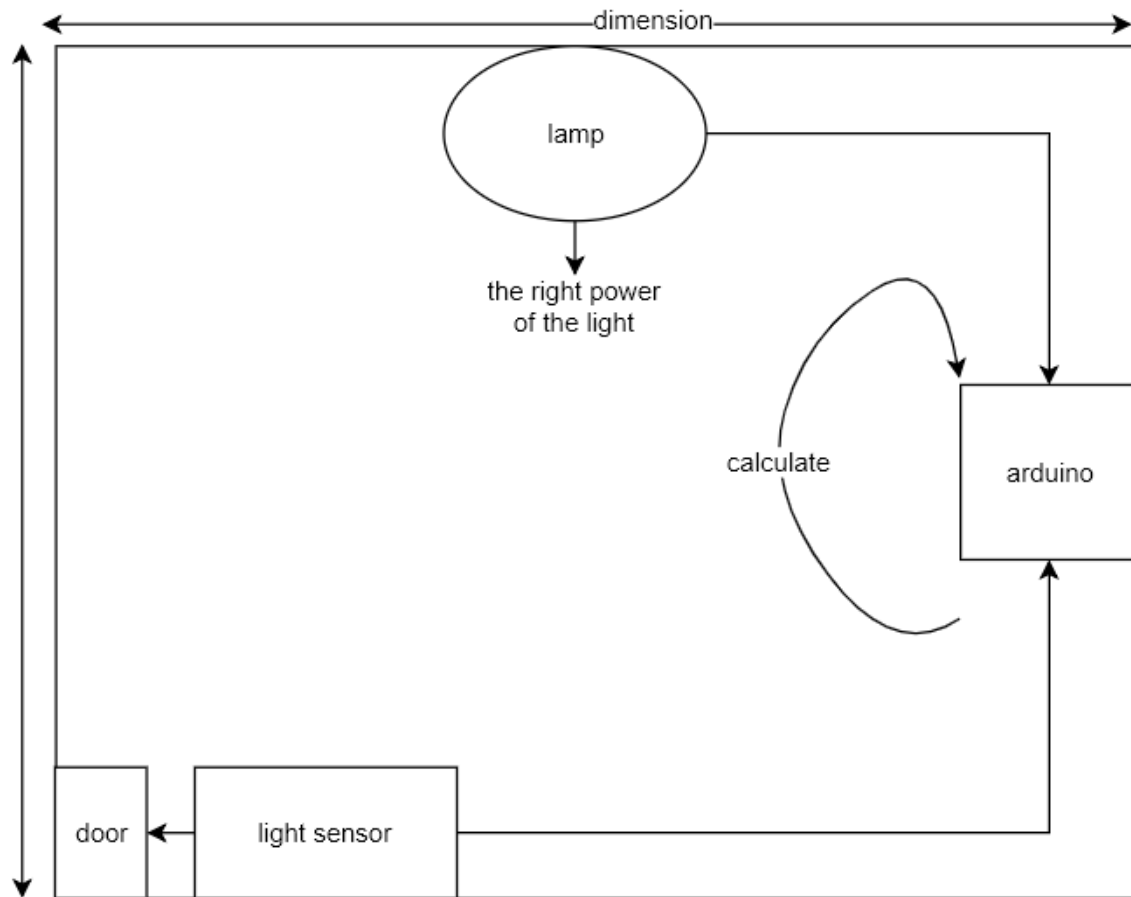 dimension
lamp
the right power
of the light
calculate
arduino
door
light sensor